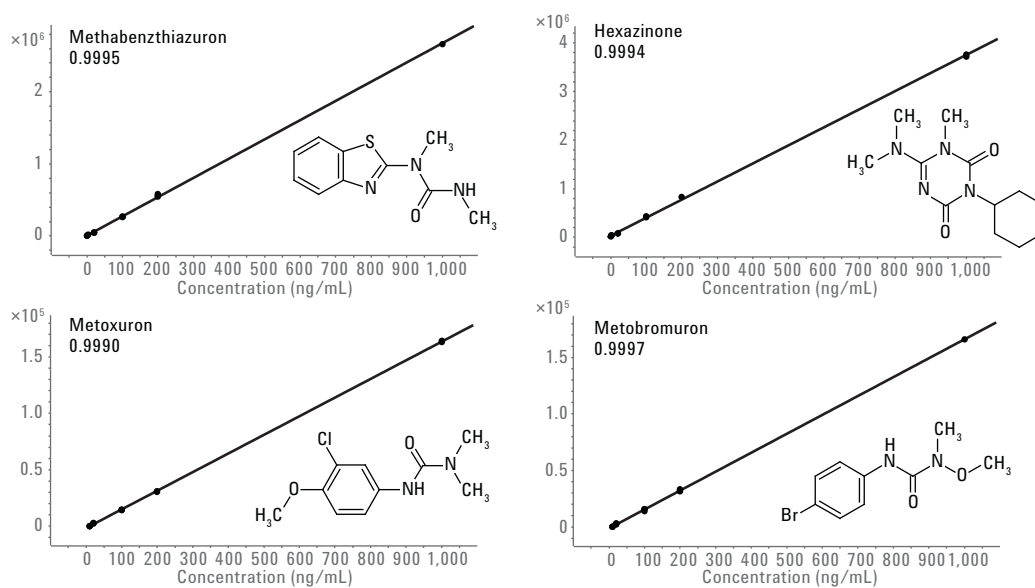 Methabenzthiazuron
0.9995
×10⁶
2
1
0
S
N
N
CH₃
O
NH
CH₃
0 100 200 300 400 500 600 700 800 900 1,000
Concentration (ng/mL)
Hexazinone
0.9994
×10⁶
4
3
2
1
0
CH₃
CH₃
H₃C
N
N
O
N
N
O
0 100 200 300 400 500 600 700 800 900 1,000
Concentration (ng/mL)
Metoxuron
0.9990
×10⁵
1.5
1.0
0.5
0
Cl
O
CH₃
N
O
NH
CH₃
H₃C
0 100 200 300 400 500 600 700 800 900 1,000
Concentration (ng/mL)
Metobromuron
0.9997
×10⁵
1.5
1.0
0.5
0
H
N
CH₃
N
O
CH₃
O
Br
0 100 200 300 400 500 600 700 800 900 1,000
Concentration (ng/mL)